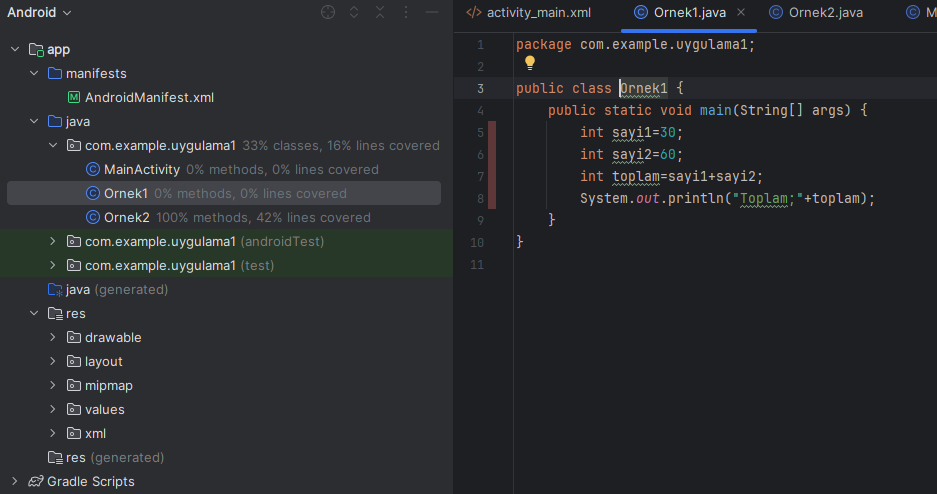 Android
app
manifests
AndroidManifest.xml
java
com.example.uygulama1 33% classes, 16% lines covered
MainActivity 0% methods, 0% lines covered
Ornek1 0% methods, 0% lines covered
Ornek2 100% methods, 42% lines covered
com.example.uygulama1 (androidTest)
com.example.uygulama1 (test)
java (generated)
res
drawable
layout
mipmap
values
xml
res (generated)
Gradle Scripts
activity_main.xml Ornek1.java Ornek2.java M
1 package com.example.uygulama1;
2
3 public class Ornek1 {
4 public static void main(String[] args) {
5 int sayi1=30;
6 int sayi2=60;
7 int toplam=sayi1+sayi2;
8 System.out.println("Toplam;"+toplam);
9 }
10 }
11